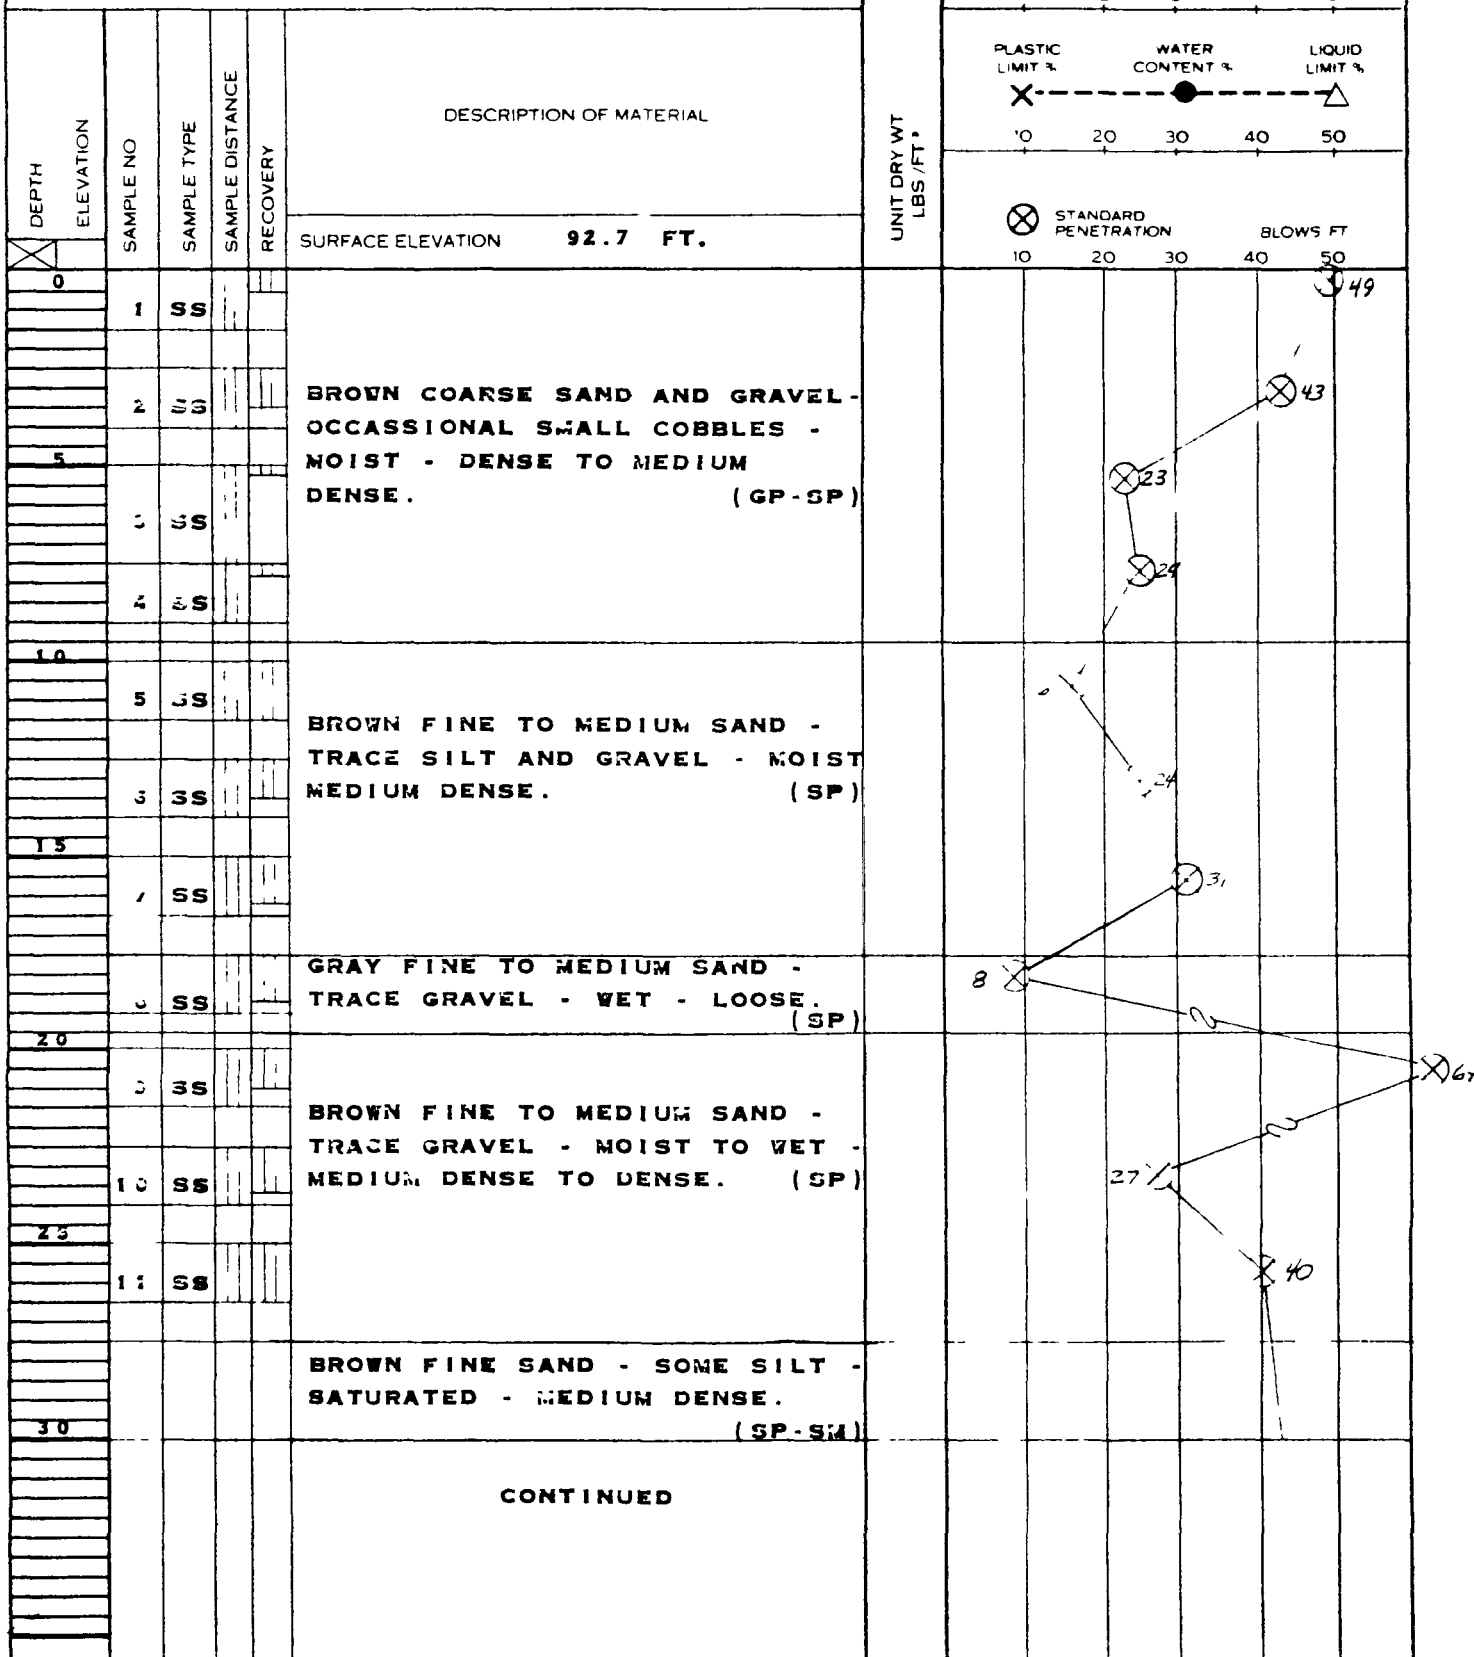 DEPTH
ELEVATION
SAMPLE NO
SAMPLE TYPE
SAMPLE DISTANCE
RECOVERY
DESCRIPTION OF MATERIAL
SURFACE ELEVATION 92.7 FT.
UNIT DRY WT
LBS/FT³
PLASTIC LIMIT %
WATER CONTENT %
LIQUID LIMIT %
10 20 30 40 50
STANDARD PENETRATION BLOWS FT
10 20 30 40 50
0
1 SS
49
2 SS
43
BROWN COARSE SAND AND GRAVEL -
OCCASSIONAL SMALL COBBLES -
MOIST - DENSE TO MEDIUM
DENSE. (GP-SP)
5
23
SS
SS
10
5 SS
BROWN FINE TO MEDIUM SAND -
TRACE SILT AND GRAVEL - MOIST
MEDIUM DENSE. (SP)
24
SS
15
31
SS
GRAY FINE TO MEDIUM SAND -
TRACE GRAVEL - WET - LOOSE.
(SP)
8
SS
20
SS
BROWN FINE TO MEDIUM SAND -
TRACE GRAVEL - MOIST TO WET -
MEDIUM DENSE TO DENSE. (SP)
27
10 SS
25
11 SS
40
BROWN FINE SAND - SOME SILT -
SATURATED - MEDIUM DENSE.
(SP-SM)
30
CONTINUED